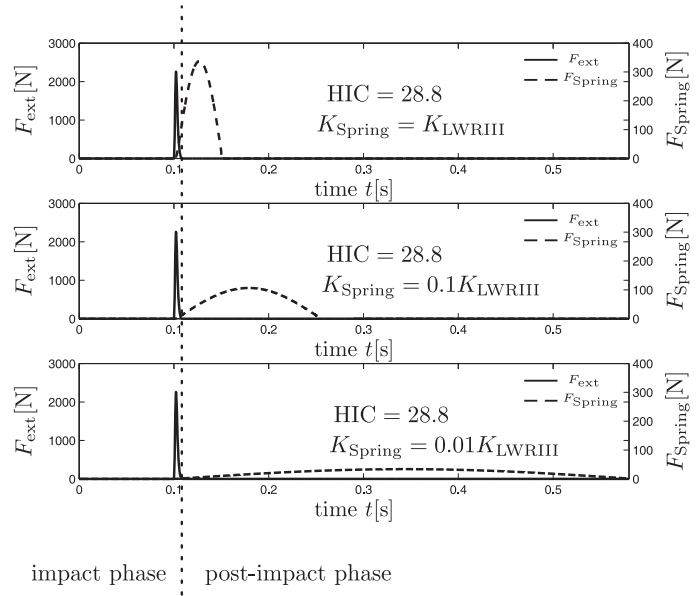 3000
2000
1000
0
F_ext[N]
400
300
200
100
0
F_Spring[N]
F_ext
F_Spring
HIC = 28.8
K_Spring = K_LWRIII
0 0.1 0.2 0.3 0.4 0.5
time t[s]
3000
2000
1000
0
F_ext[N]
400
300
200
100
0
F_Spring[N]
F_ext
F_Spring
HIC = 28.8
K_Spring = 0.1K_LWRIII
0 0.1 0.2 0.3 0.4 0.5
time t[s]
3000
2000
1000
0
F_ext[N]
400
300
200
100
0
F_Spring[N]
F_ext
F_Spring
HIC = 28.8
K_Spring = 0.01K_LWRIII
0 0.1 0.2 0.3 0.4 0.5
time t[s]
impact phase post-impact phase